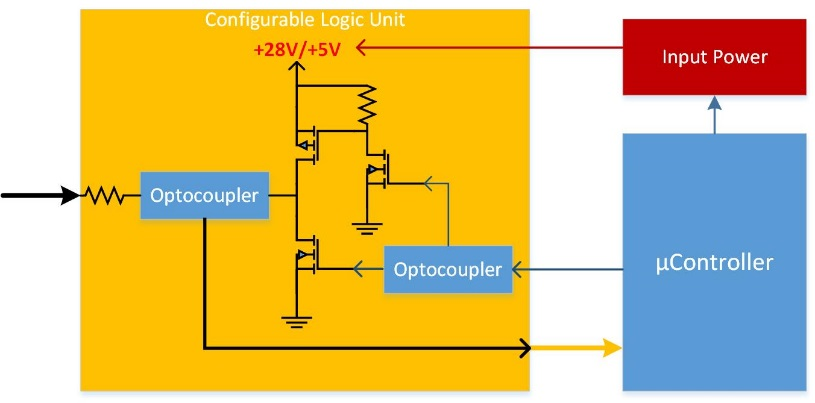 Configurable Logic Unit
+28V/+5V
Input Power
Optocoupler
Optocoupler
µController